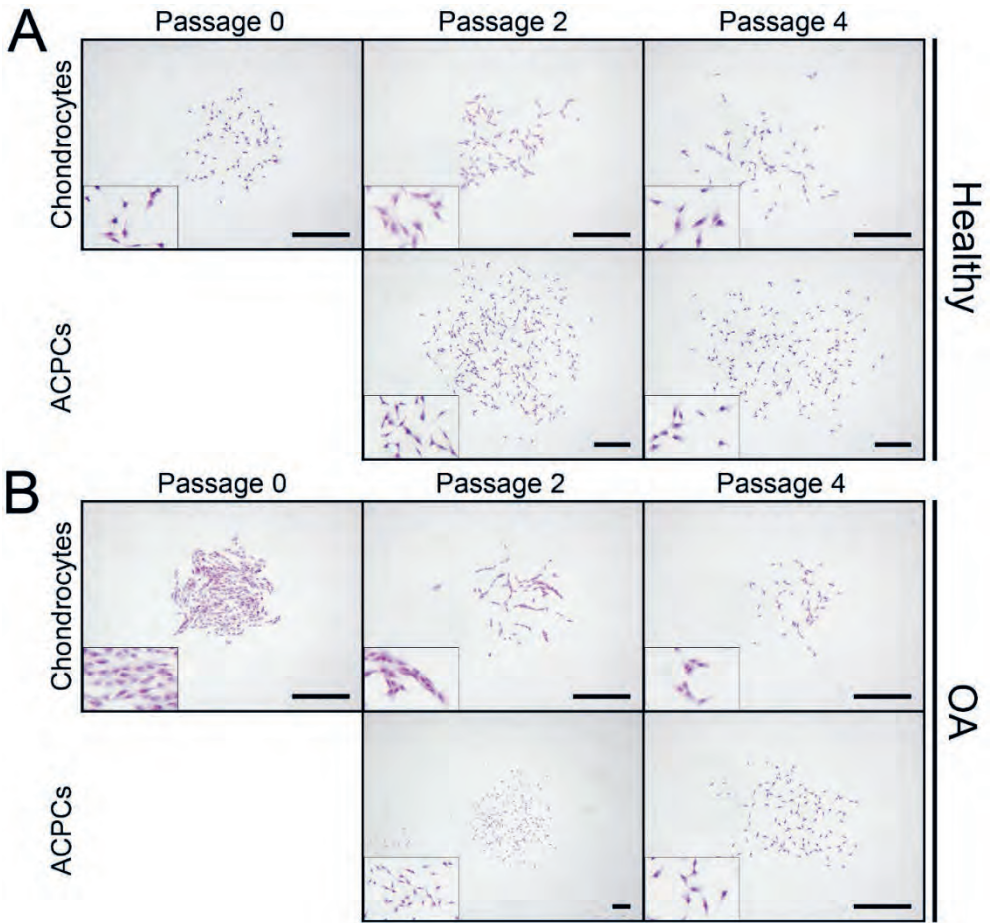 A
Passage 0 Passage 2 Passage 4
Chondrocytes
ACPCs
Healthy
B
Passage 0 Passage 2 Passage 4
Chondrocytes
ACPCs
OA